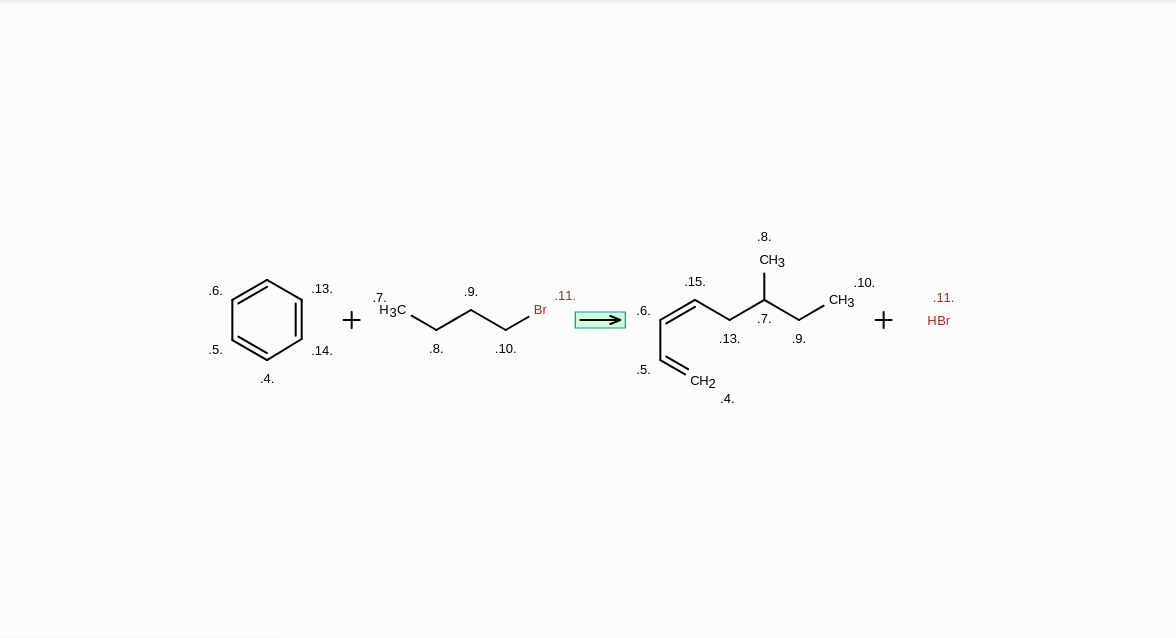 .8.
CH3
.15. .10.
.6. .13. .7. .9. .11. .6. CH3 .11.
H3C Br HBr
.5. .14. .8. .10. .13. .7. .9.
.4. .5. CH2
.4.